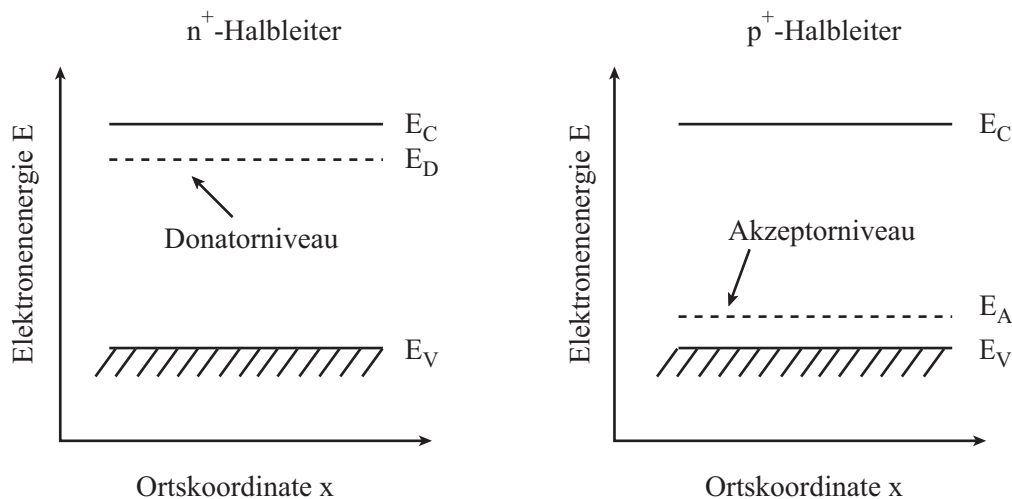 n⁺-Halbleiter
Elektronenenergie E
E_C
E_D
Donatorniveau
E_V
Ortskoordinate x
p⁺-Halbleiter
Elektronenenergie E
E_C
Akzeptorniveau
E_A
E_V
Ortskoordinate x